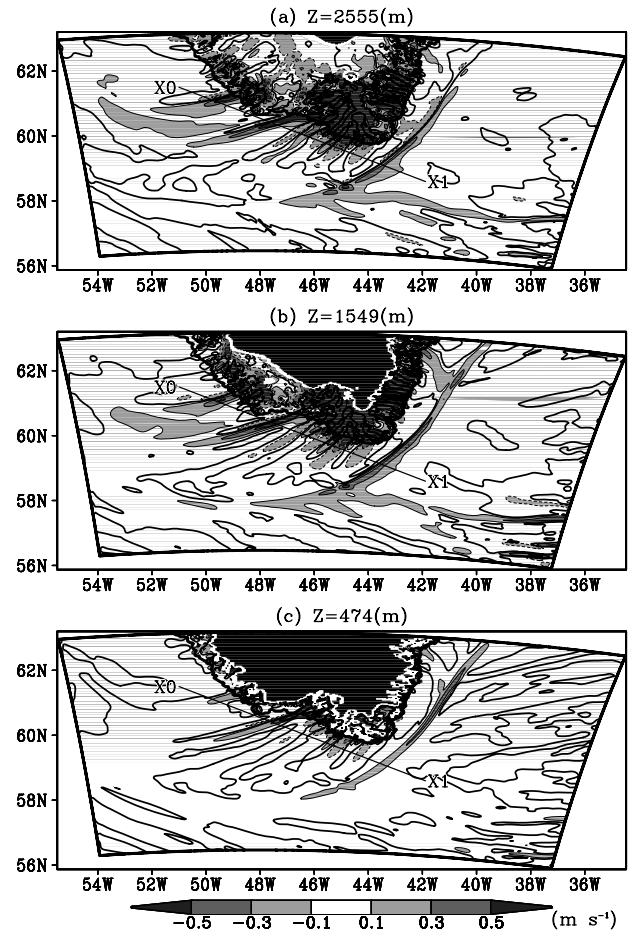 (a) Z=2555(m)
62N
60N
58N
56N
X0
X1
54W 52W 50W 48W 46W 44W 42W 40W 38W 36W
(b) Z=1549(m)
62N
60N
58N
56N
X0
X1
54W 52W 50W 48W 46W 44W 42W 40W 38W 36W
(c) Z=474(m)
62N
60N
58N
56N
X0
X1
54W 52W 50W 48W 46W 44W 42W 40W 38W 36W
−0.5 −0.3 −0.1 0.1 0.3 0.5 (m s⁻¹)